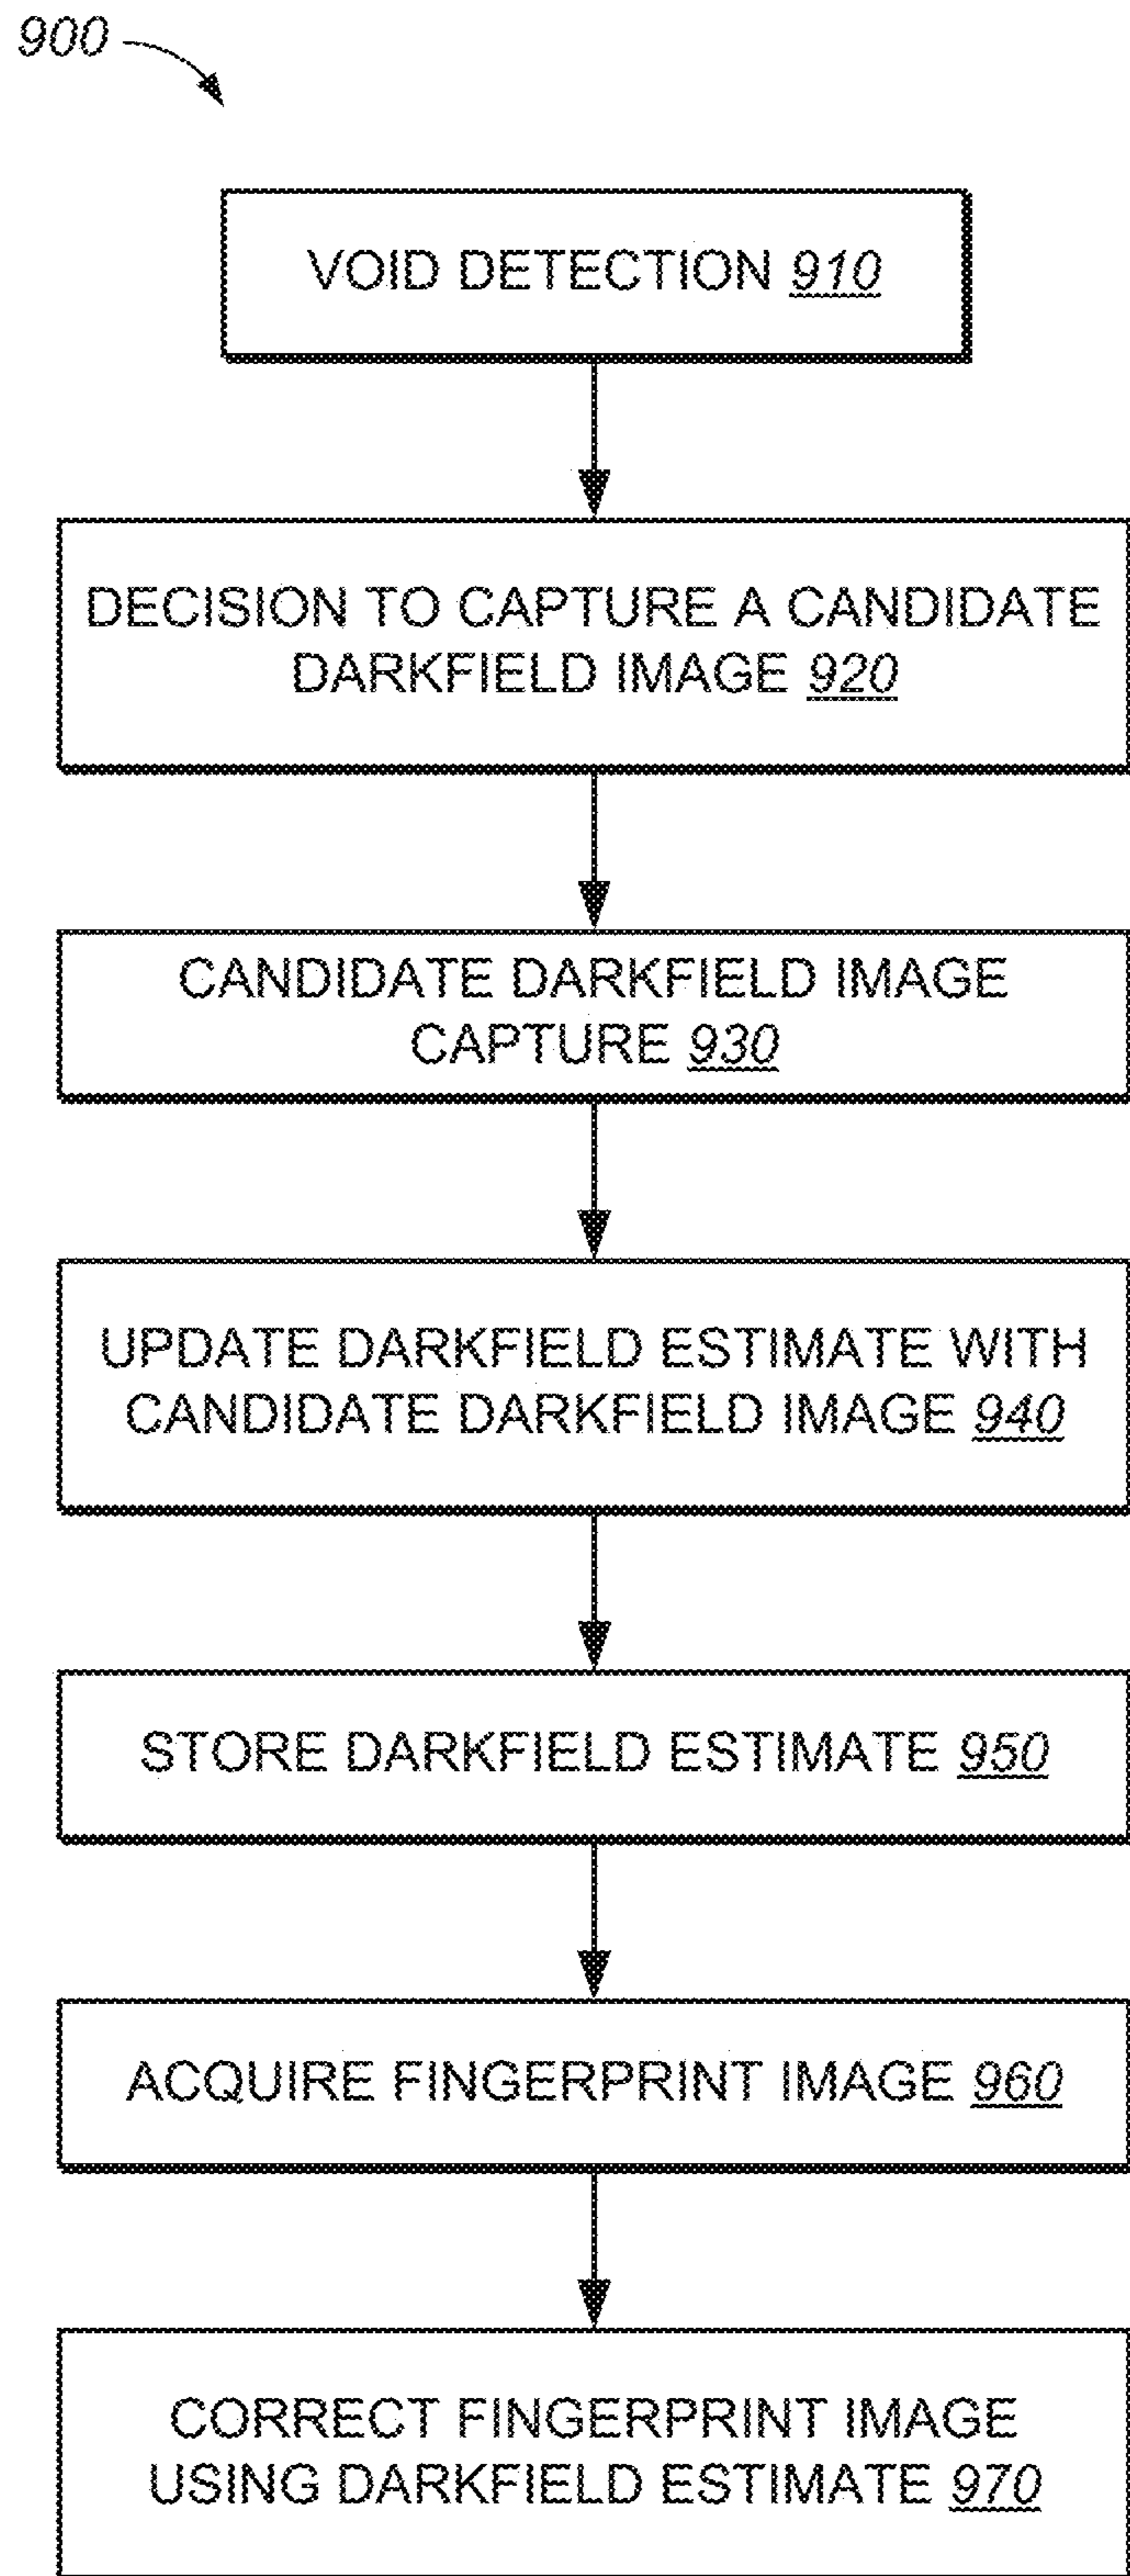 900
VOID DETECTION 910
DECISION TO CAPTURE A CANDIDATE
DARKFIELD IMAGE 920
CANDIDATE DARKFIELD IMAGE
CAPTURE 930
UPDATE DARKFIELD ESTIMATE WITH
CANDIDATE DARKFIELD IMAGE 940
STORE DARKFIELD ESTIMATE 950
ACQUIRE FINGERPRINT IMAGE 960
CORRECT FINGERPRINT IMAGE
USING DARKFIELD ESTIMATE 970